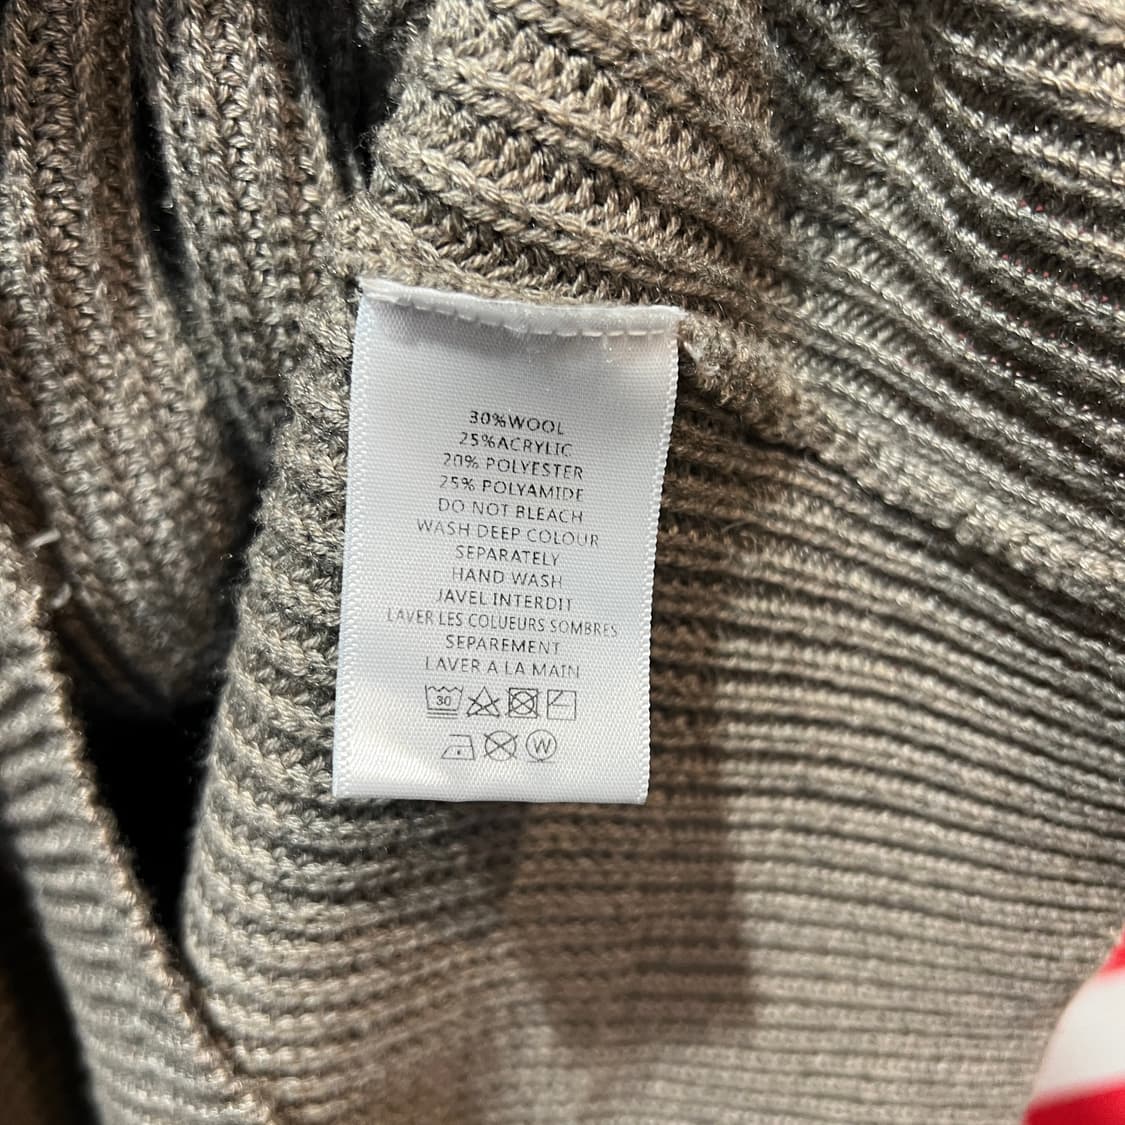 30%WOOL
25%ACRYLIC
20% POLYESTER
25% POLYAMIDE
DO NOT BLEACH
WASH DEEP COLOUR
SEPARATELY
HAND WASH
JAVEL INTERDIT
LAVER LES COLUEURS SOMBRES
SEPAREMENT
LAVER A LA MAIN
30
W